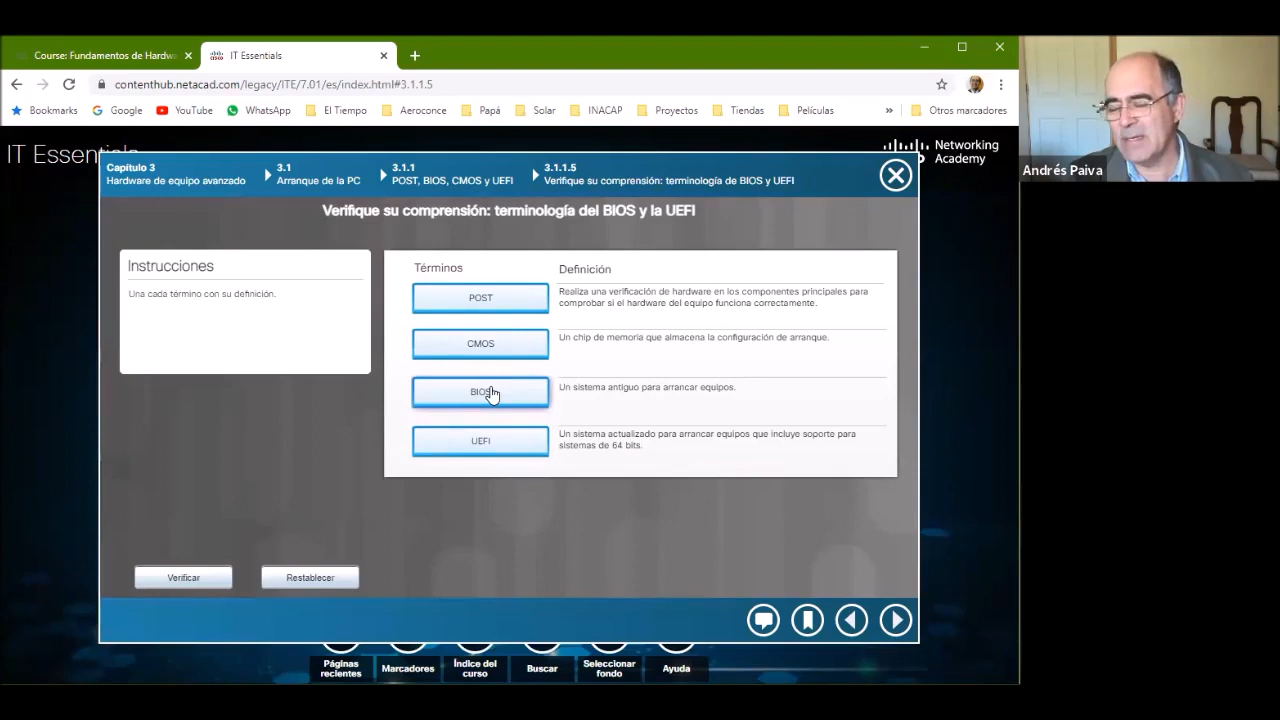 Course: Fundamentos de Hardwa
IT Essentials
contenthub.netacad.com/legacy/ITE/7.01/es/index.html#3.1.1.5
Bookmarks
Google
YouTube
WhatsApp
El Tiempo
Aeroconce
Papá
Solar
INACAP
Proyectos
Tiendas
Películas
»
Otros marcadores
IT Essentials
Networking
Academy
Andrés Paiva
Capítulo 3
Hardware de equipo avanzado
3.1
Arranque de la PC
3.1.1
POST, BIOS, CMOS y UEFI
3.1.1.5
Verifique su comprensión: terminología de BIOS y UEFI
Verifique su comprensión: terminología del BIOS y la UEFI
Instrucciones
Una cada término con su definición.
Términos
Definición
POST
Realiza una verificación de hardware en los componentes principales para
comprobar si el hardware del equipo funciona correctamente.
CMOS
Un chip de memoria que almacena la configuración de arranque.
BIOS
Un sistema antiguo para arrancar equipos.
UEFI
Un sistema actualizado para arrancar equipos que incluye soporte para
sistemas de 64 bits.
Verificar
Restablecer
Páginas
recientes
Marcadores
Índice del
curso
Buscar
Seleccionar
fondo
Ayuda